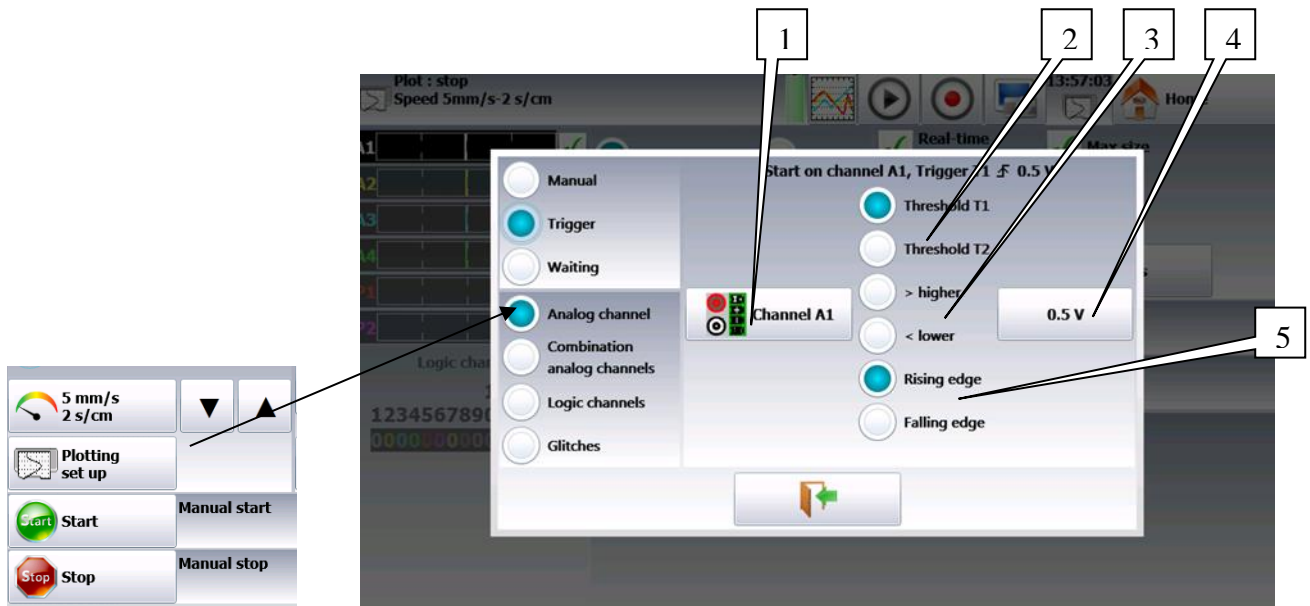 1
2
3
4
Plot : stop
Speed 5mm/s-2 s/cm
13:57:03
Home
A1
Real-time
Max size
Manual
Start on channel A1, Trigger T1 0.5 V
A2
Threshold T1
Trigger
A3
Threshold T2
A4
Waiting
> higher
Analog channel
Channel A1
0.5 V
< lower
5
Combination
analog channels
Logic chan
Rising edge
Logic channels
Falling edge
Glitches
5 mm/s
2 s/cm
▼
▲
Plotting
set up
Start
Start
Manual start
Stop
Stop
Manual stop